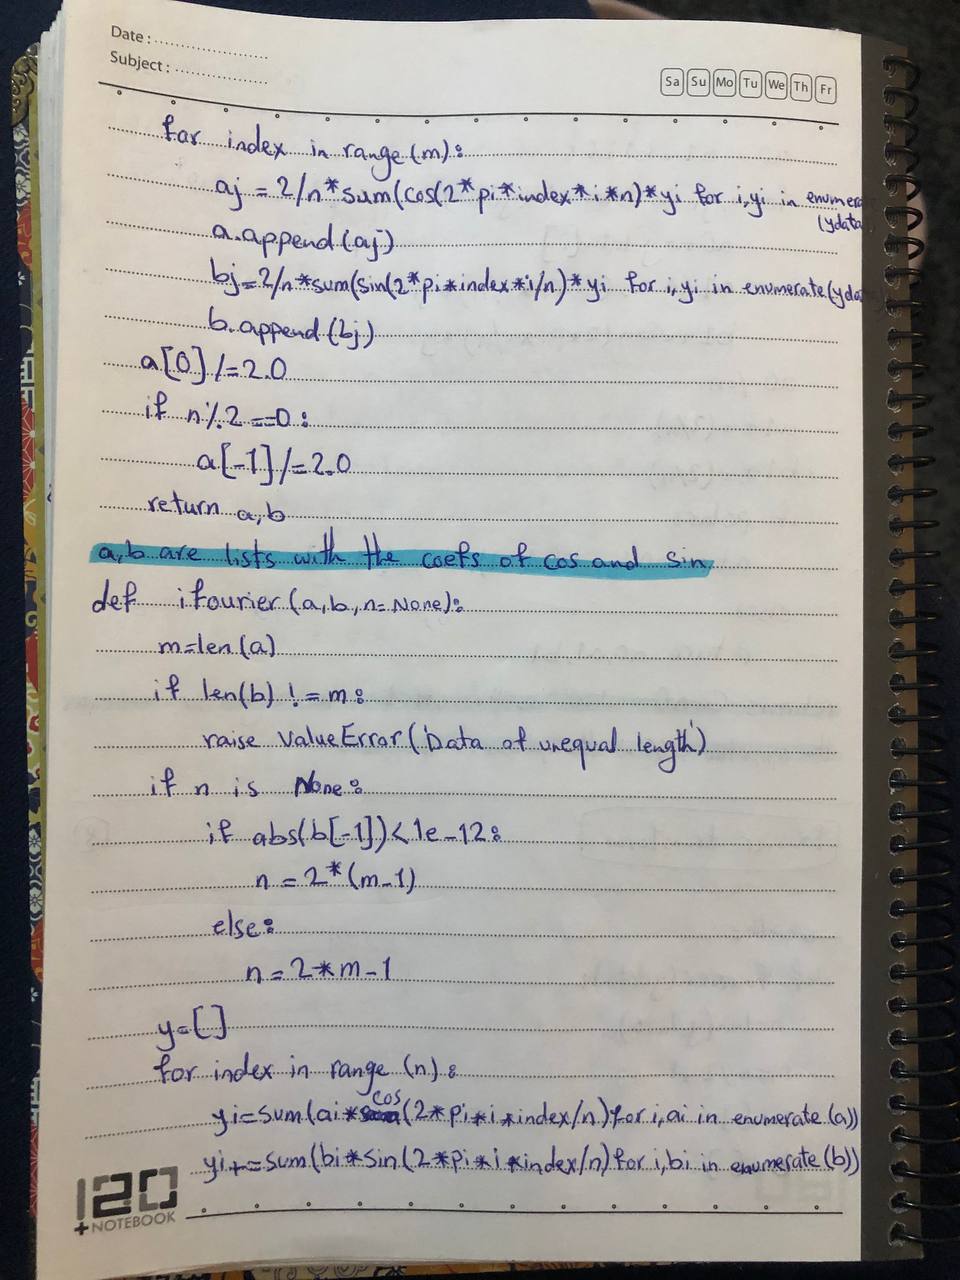 Date :
Subject :
Sa Su Mo Tu We Th Fr
for index in range(m):
aj = 2/n*sum(cos(2*pi*index*i*n)*yi for i,yi in enumerate
(ydata
a.append(aj)
bj=2/n*sum(sin(2*pi*index*i/n)*yi for i,yi in enumerate(ydata
b.append(bj)
a[0]/=2.0
if n%2==0:
a[-1]/=2.0
return a,b
a,b are lists with the coefs of cos and sin
def ifourier(a,b,n=None):
m=len(a)
if len(b) != m:
raise ValueError('Data of unequal length')
if n is None:
if abs(b[-1])<1e-12:
n = 2*(m-1)
else:
n = 2*m-1
y=[]
for index in range (n):
yi=sum(ai*cos(2*pi*i*index/n)for i,ai in enumerate(a))
yi+=sum(bi*sin(2*pi*i*index/n)for i,bi in enumerate(b))
120
+NOTEBOOK